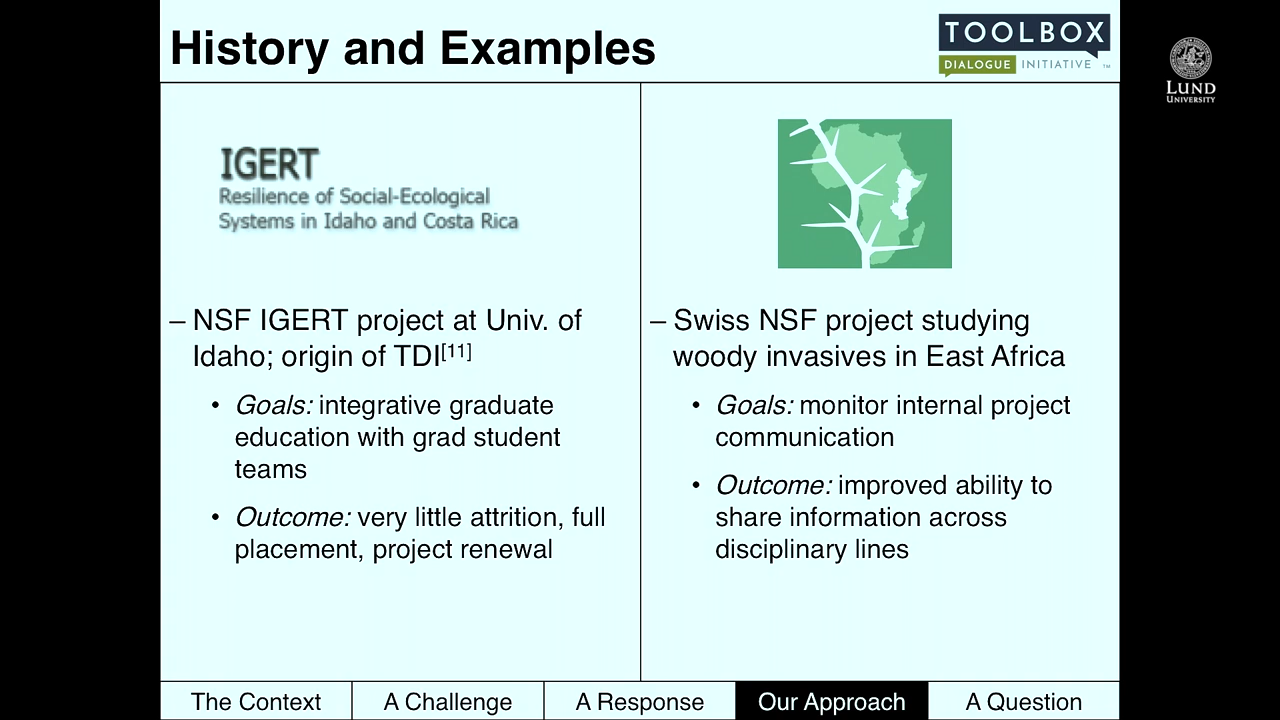 History and Examples
TOOLBOX
DIALOGUE INITIATIVE ™
LUND
UNIVERSITY
IGERT
Resilience of Social-Ecological
Systems in Idaho and Costa Rica
– NSF IGERT project at Univ. of
Idaho; origin of TDI[11]
• Goals: integrative graduate
education with grad student
teams
• Outcome: very little attrition, full
placement, project renewal
– Swiss NSF project studying
woody invasives in East Africa
• Goals: monitor internal project
communication
• Outcome: improved ability to
share information across
disciplinary lines
The Context
A Challenge
A Response
Our Approach
A Question